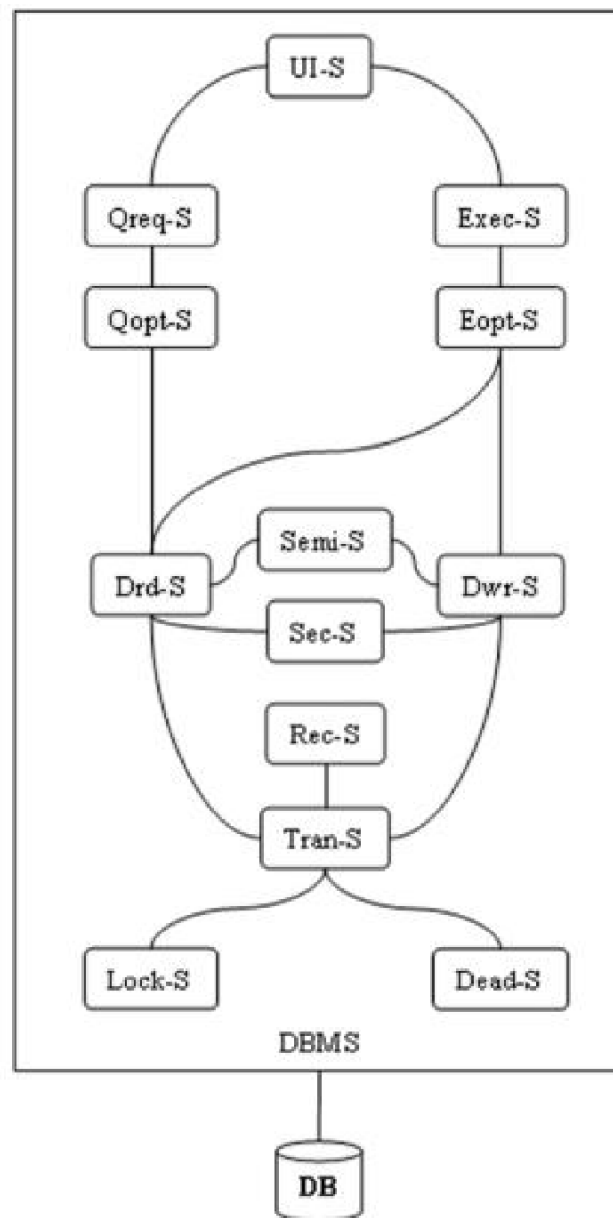 UI-S
Qreq-S
Exec-S
Qopt-S
Eopt-S
Semi-S
Drd-S
Dwr-S
Sec-S
Rec-S
Tran-S
Lock-S
Dead-S
DBMS
DB